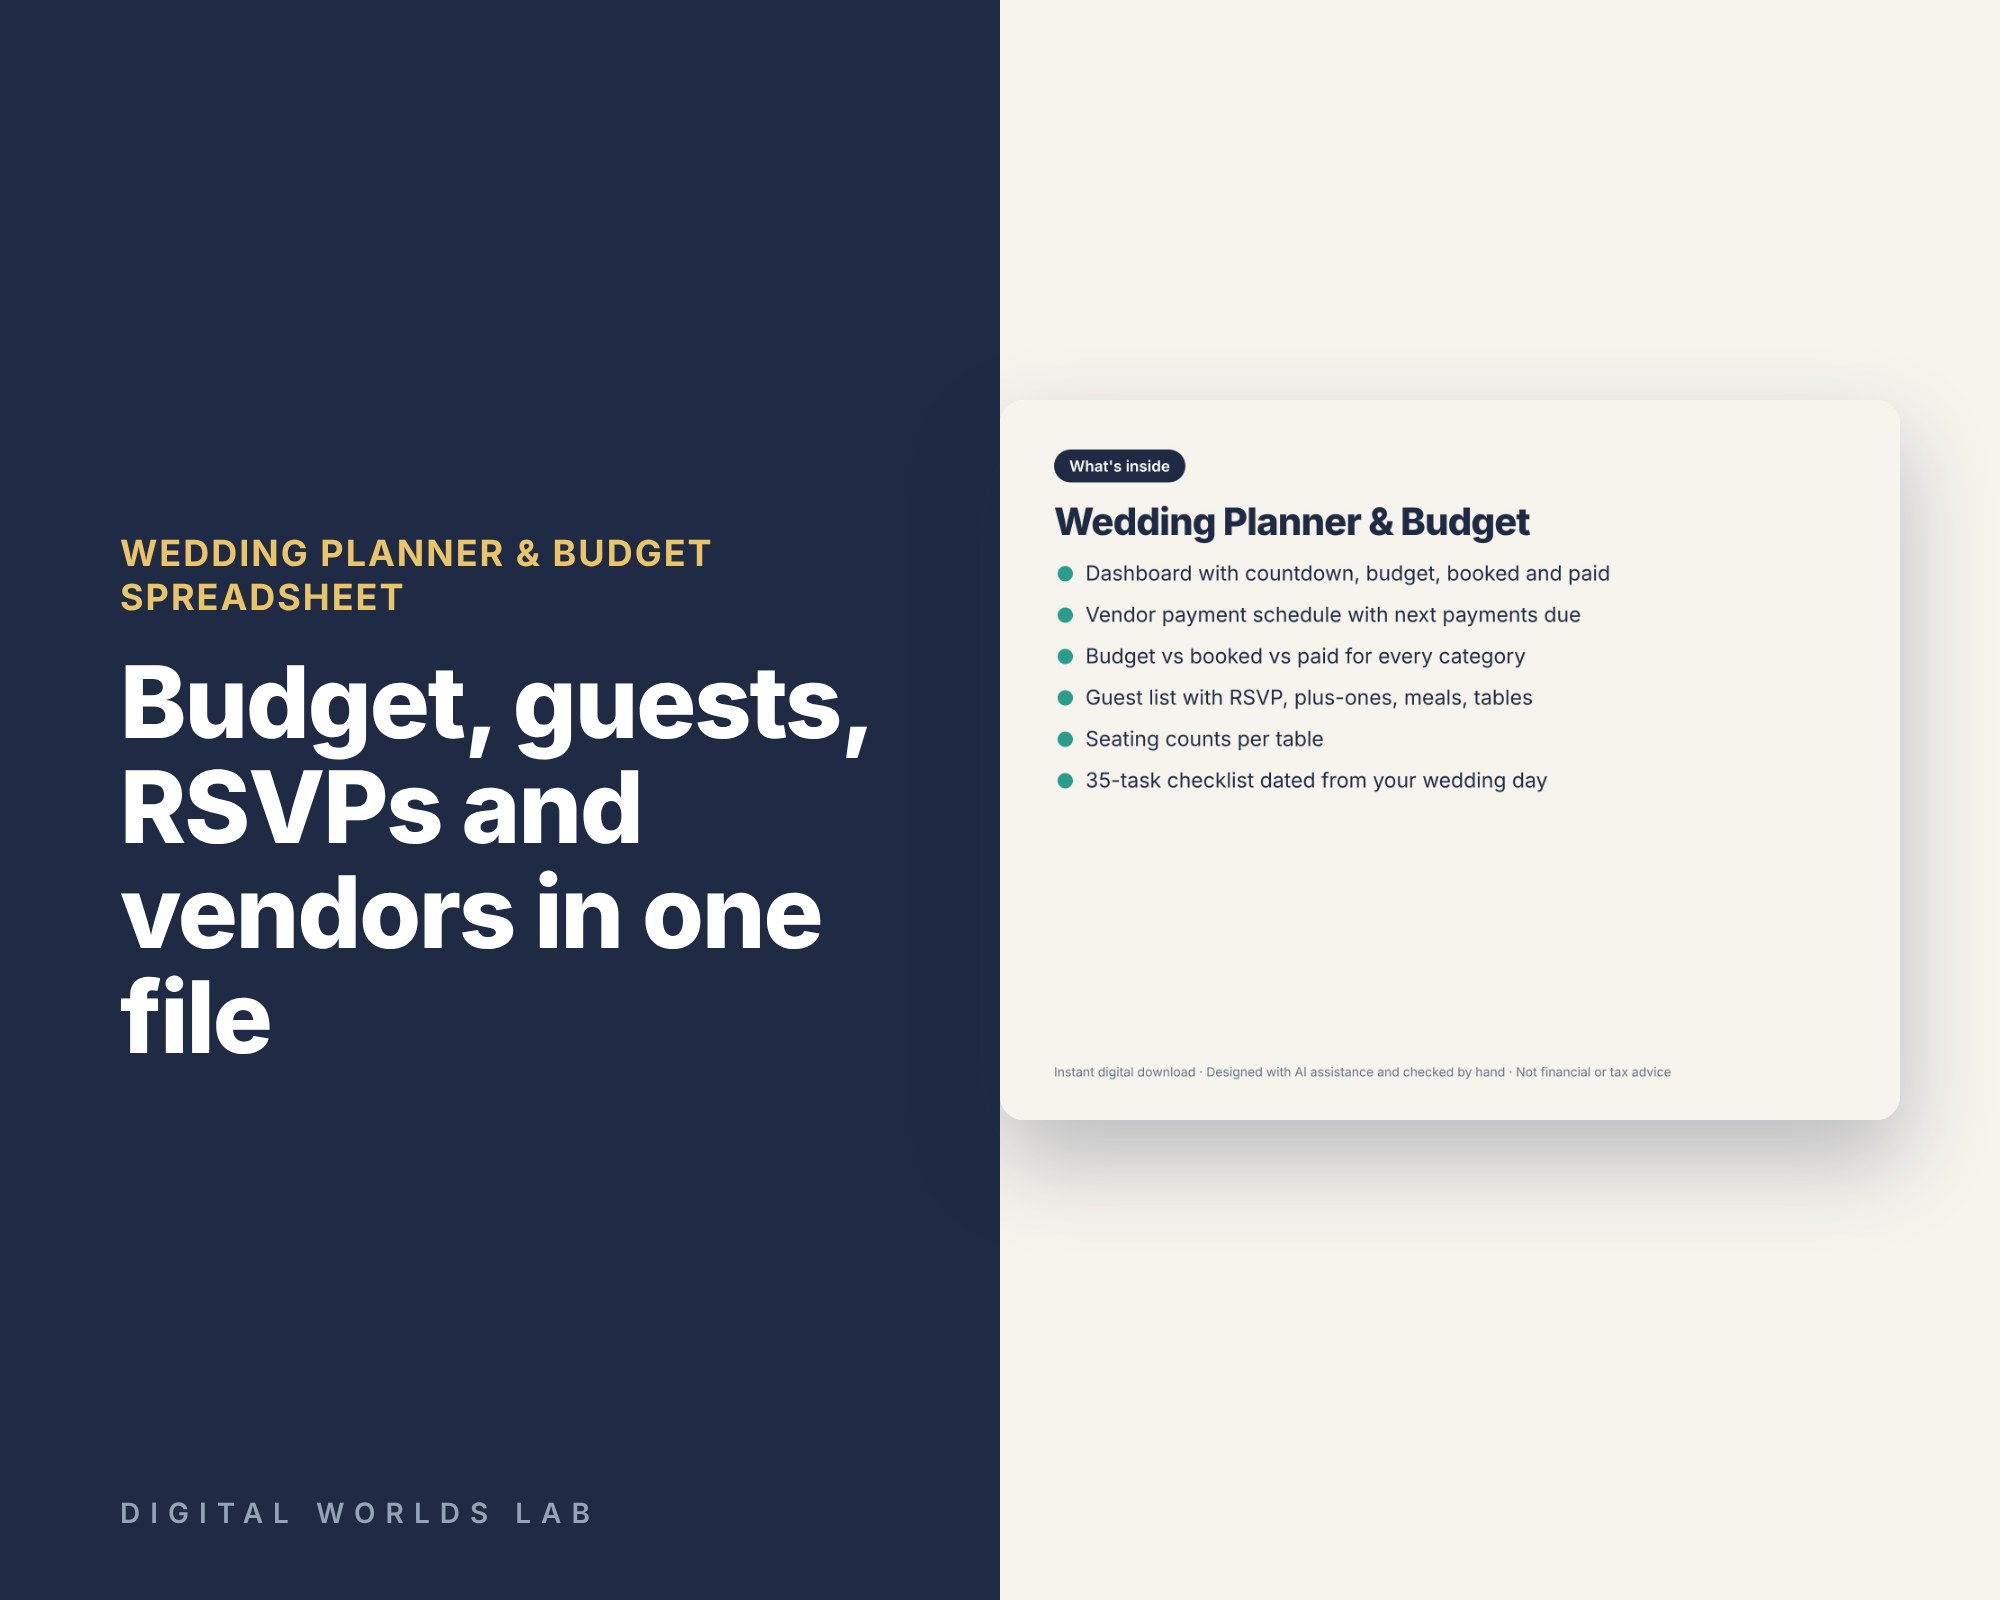 WEDDING PLANNER & BUDGET
SPREADSHEET
Budget, guests,
RSVPs and
vendors in one
file
DIGITAL WORLDS LAB
What's inside
Wedding Planner & Budget
Dashboard with countdown, budget, booked and paid
Vendor payment schedule with next payments due
Budget vs booked vs paid for every category
Guest list with RSVP, plus-ones, meals, tables
Seating counts per table
35-task checklist dated from your wedding day
Instant digital download · Designed with AI assistance and checked by hand · Not financial or tax advice